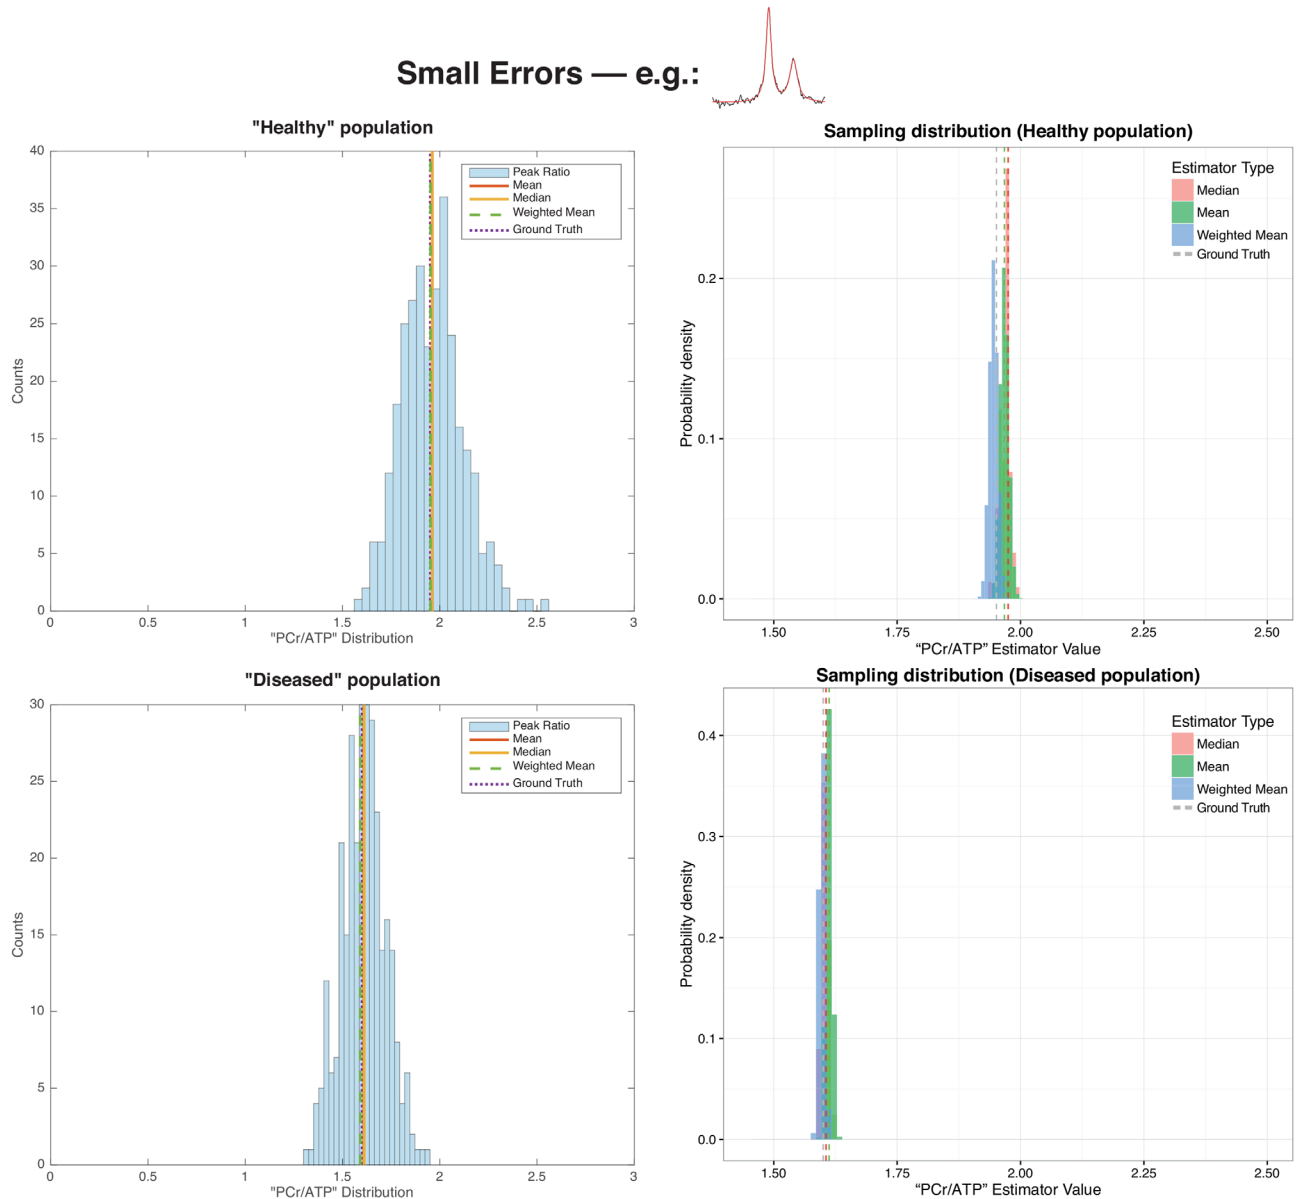 Small Errors — e.g.:
"Healthy" population
40
35
30
25
20
15
10
5
0
Counts
0
0.5
1
1.5
2
2.5
3
"PCr/ATP" Distribution
Peak Ratio
Mean
Median
Weighted Mean
Ground Truth
Sampling distribution (Healthy population)
0.2
0.1
0.0
Probability density
1.50
1.75
2.00
2.25
2.50
“PCr/ATP” Estimator Value
Estimator Type
Median
Mean
Weighted Mean
Ground Truth
"Diseased" population
30
25
20
15
10
5
0
Counts
0
0.5
1
1.5
2
2.5
3
"PCr/ATP" Distribution
Peak Ratio
Mean
Median
Weighted Mean
Ground Truth
Sampling distribution (Diseased population)
0.4
0.3
0.2
0.1
0.0
Probability density
1.50
1.75
2.00
2.25
2.50
“PCr/ATP” Estimator Value
Estimator Type
Median
Mean
Weighted Mean
Ground Truth